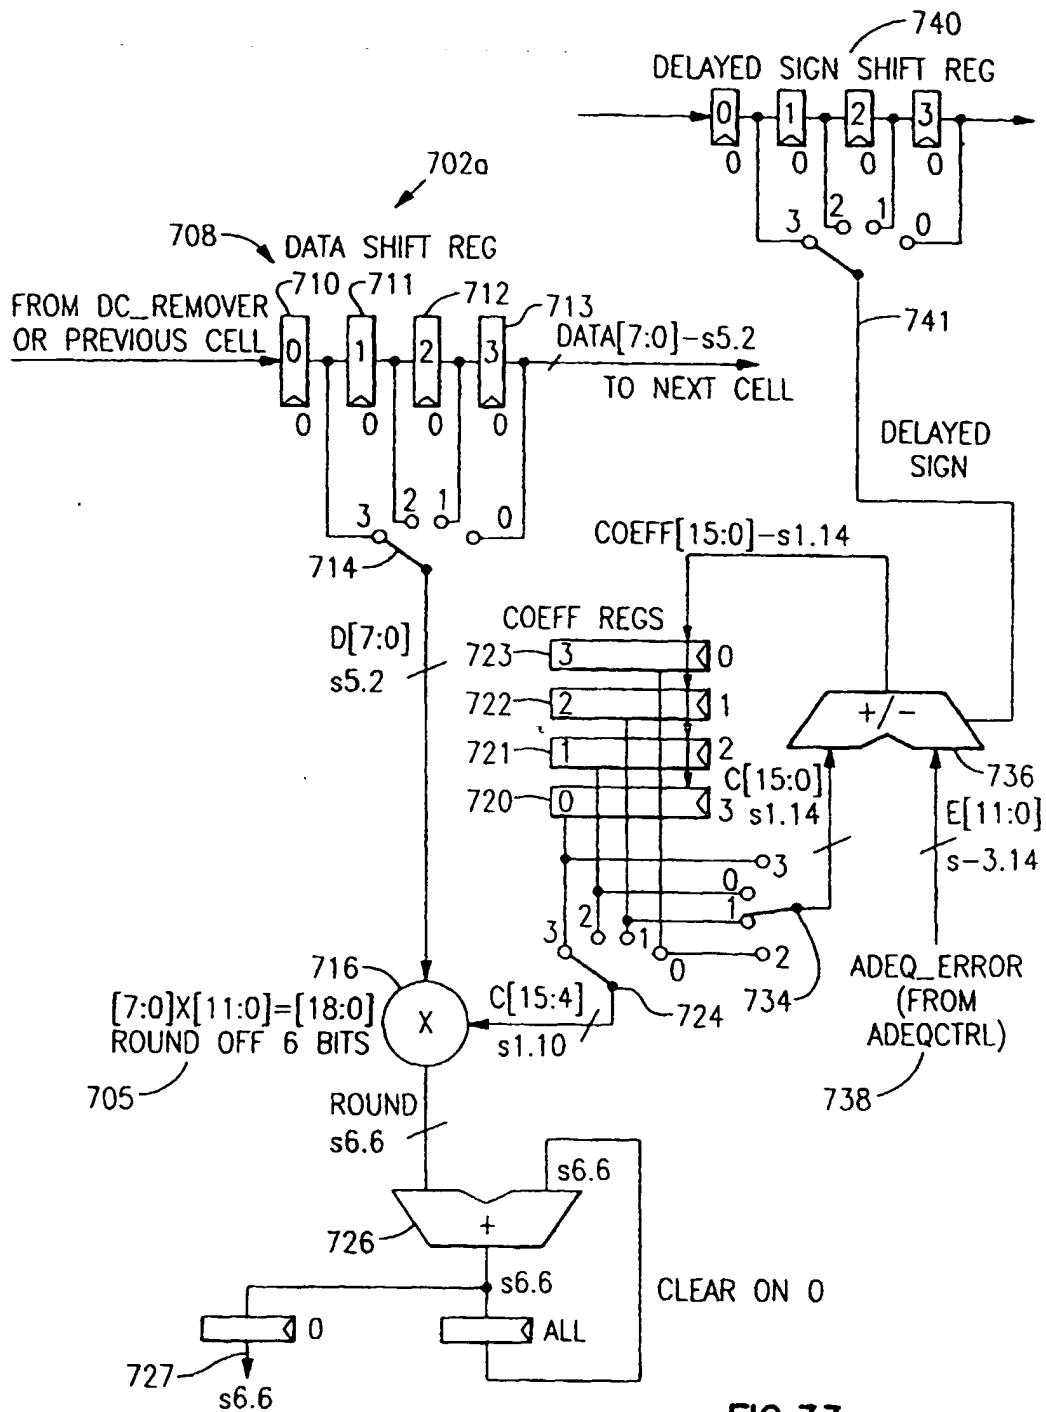 740
DELAYED SIGN SHIFT REG
0 1 2 3
0 0 0 0
3 2 1 0
741
DELAYED
SIGN
702a
708
DATA SHIFT REG
710 711 712 713
FROM DC_REMOVER
OR PREVIOUS CELL
0 1 2 3
DATA[7:0]-s5.2
TO NEXT CELL
0 0 0 0
3 2 1 0
714
D[7:0]
s5.2
COEFF[15:0]-s1.14
COEFF REGS
723 3 0
722 2 1
721 1 2
720 0 3
+/-
736
C[15:0]
s1.14
E[11:0]
s-3.14
3
0
1
2
3 2 1 0
734
724
ADEQ_ERROR
(FROM
ADEQCTRL)
738
716
[7:0]X[11:0]=[18:0]
ROUND OFF 6 BITS
705
X
C[15:4]
s1.10
ROUND
s6.6
s6.6
726
+
s6.6
CLEAR ON 0
0
ALL
727
s6.6